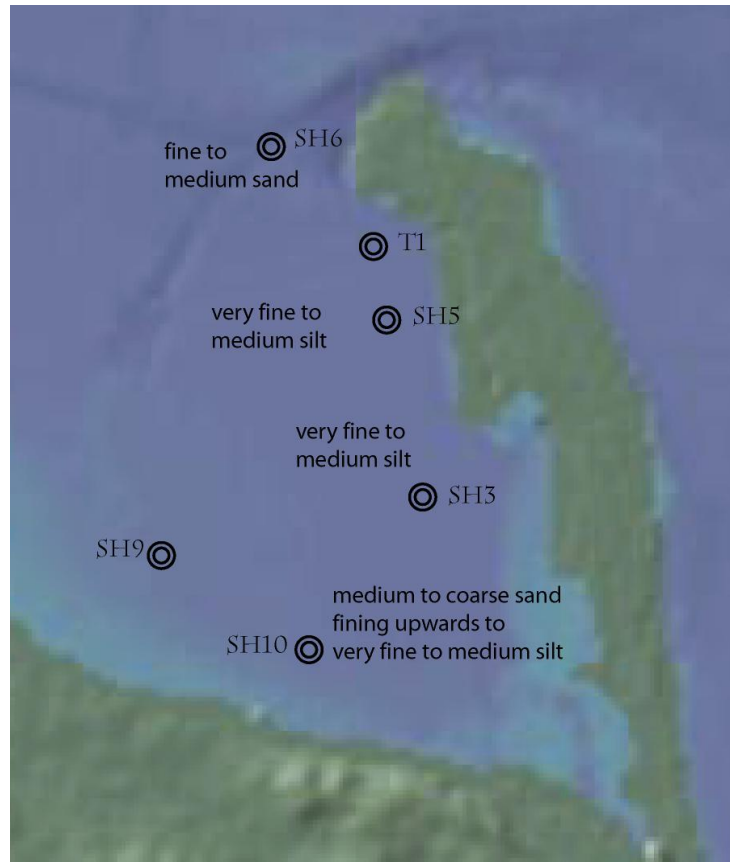 SH6
fine to
medium sand
T1
very fine to
medium silt
SH5
very fine to
medium silt
SH3
SH9
medium to coarse sand
fining upwards to
very fine to medium silt
SH10